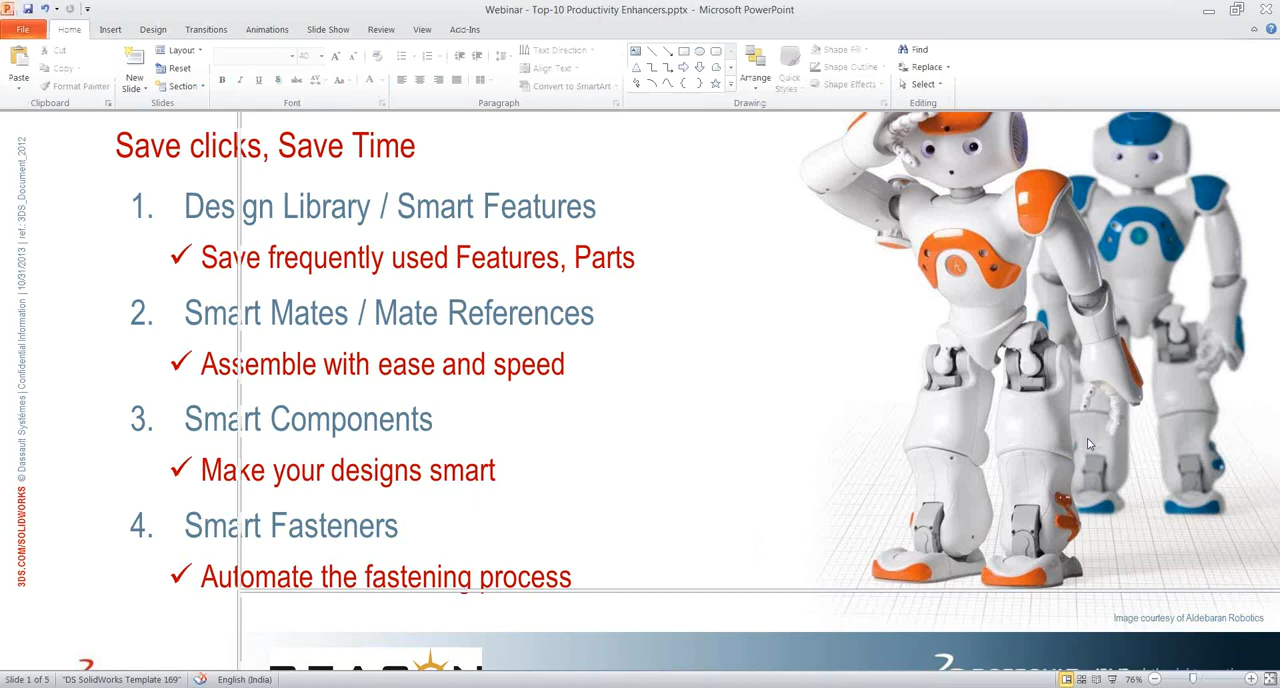 Webinar - Top-10 Productivity Enhancers.pptx - Microsoft PowerPoint
File Home Insert Design Transitions Animations Slide Show Review View Add-Ins
Paste
Cut
Copy
Format Painter
Clipboard
New Slide
Layout
Reset
Section
Slides
40
Font
Text Direction
Align Text
Convert to SmartArt
Paragraph
Arrange
Quick Styles
Shape Fill
Shape Outline
Shape Effects
Drawing
Find
Replace
Select
Editing
3DS.COM/SOLIDWORKS © Dassault Systèmes | Confidential Information | 10/31/2013 | ref.: 3DS_Document_2012
Save clicks, Save Time
1. Design Library / Smart Features
✓ Save frequently used Features, Parts
2. Smart Mates / Mate References
✓ Assemble with ease and speed
3. Smart Components
✓ Make your designs smart
4. Smart Fasteners
✓ Automate the fastening process
Image courtesy of Aldebaran Robotics
Slide 1 of 5 "DS SolidWorks Template 169" English (India) 76%